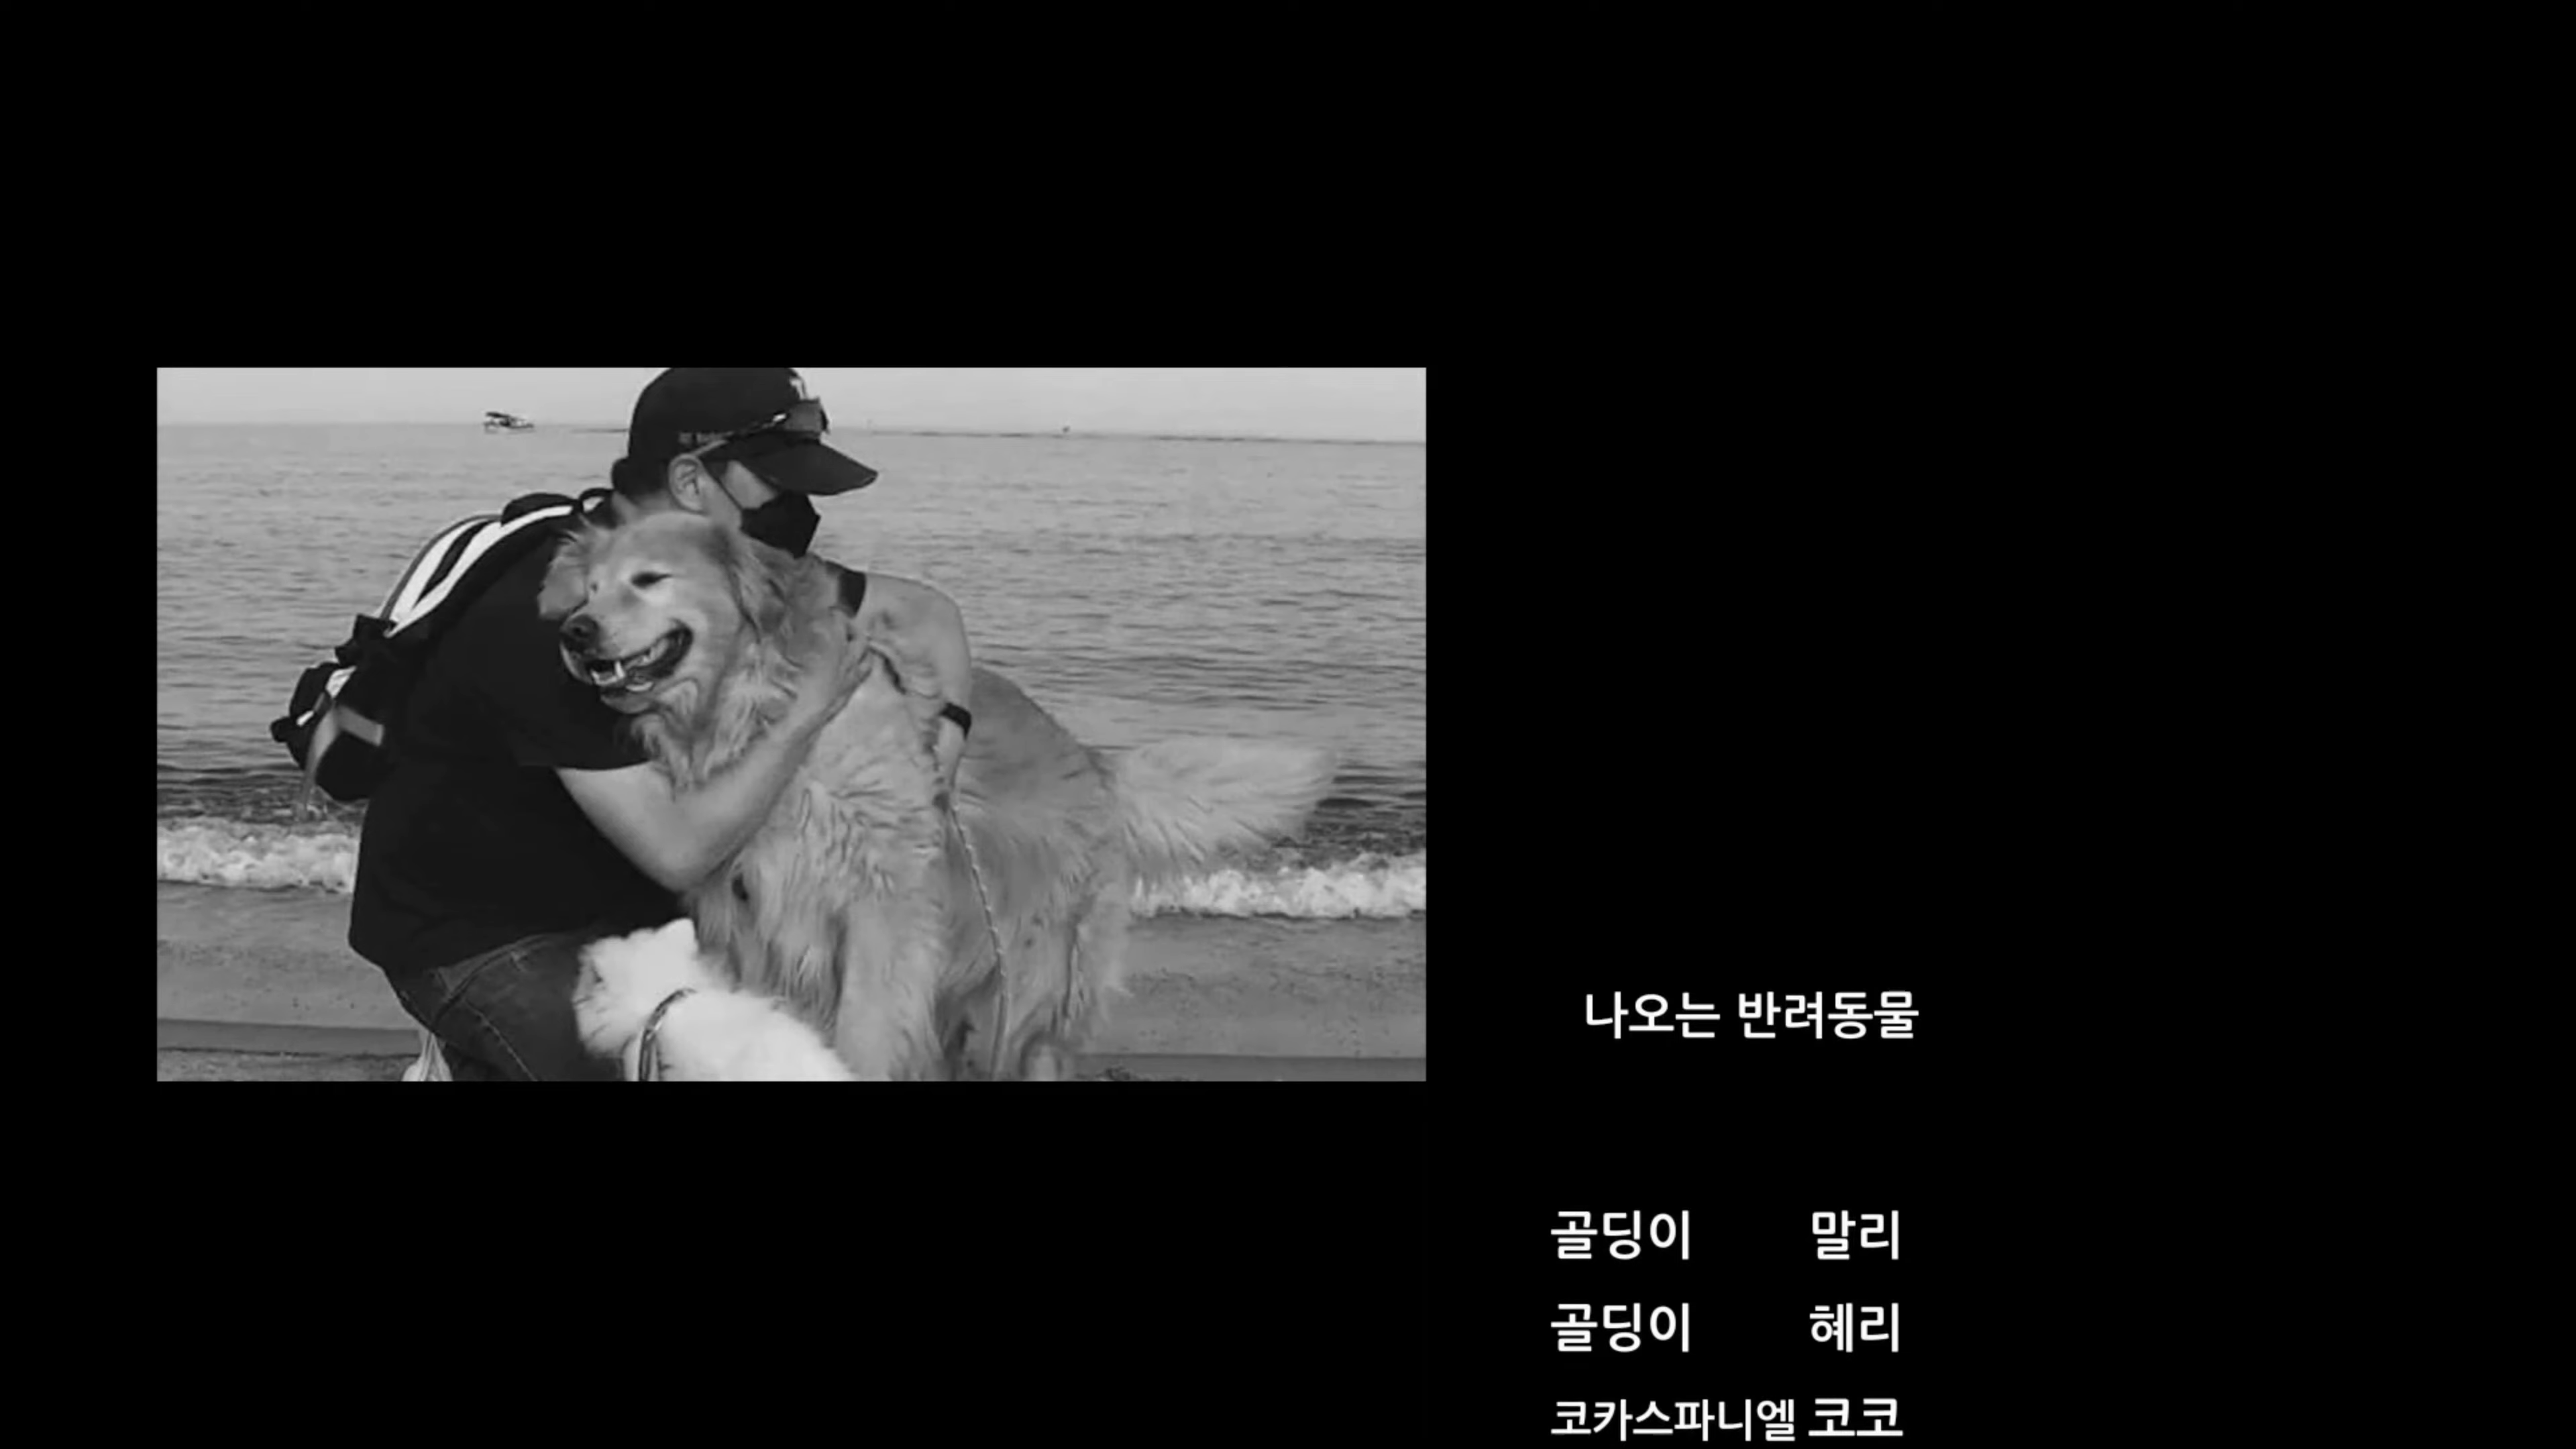 나오는 반려동물
골딩이 말리
골딩이 혜리
코카스파니엘 코코